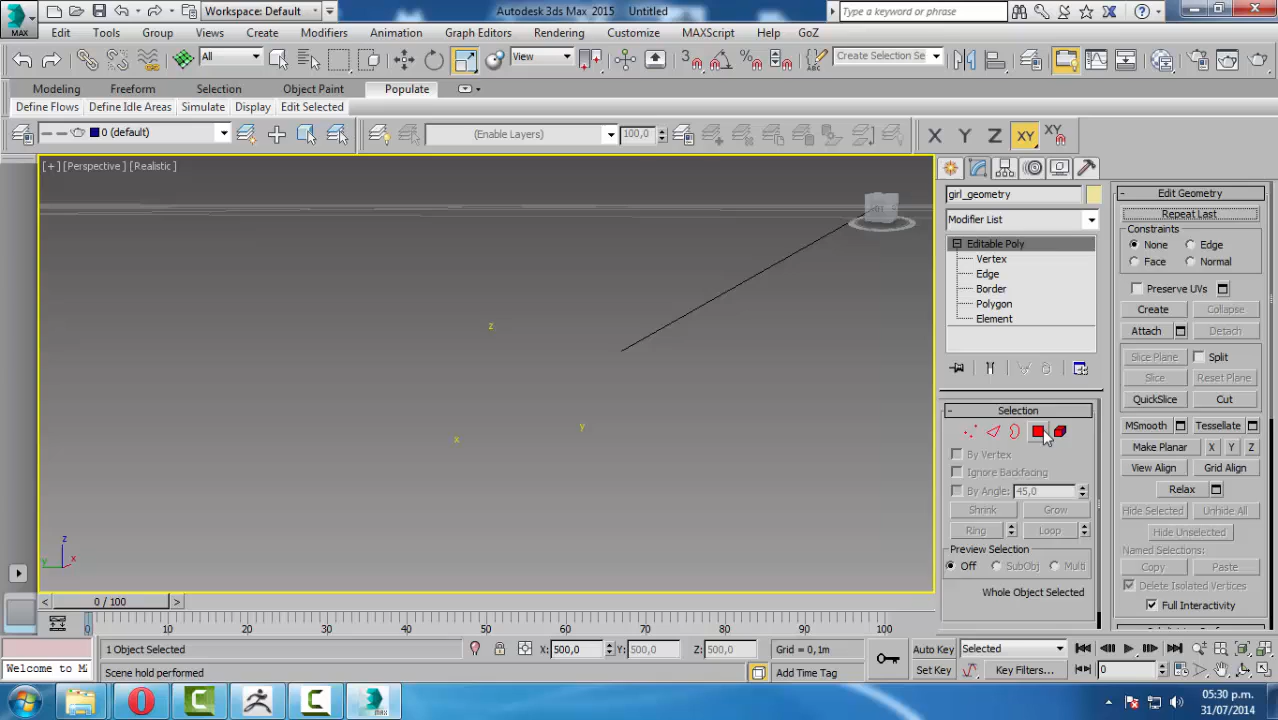 Workspace: Default
Autodesk 3ds Max 2015 Untitled
Type a keyword or phrase
MAX
Edit Tools Group Views Create Modifiers Animation Graph Editors Rendering Customize MAXScript Help GoZ
All
View
3
Create Selection Se
Modeling Freeform Selection Object Paint Populate
Define Flows Define Idle Areas Simulate Display Edit Selected
0 (default)
(Enable Layers)
100,0
X Y Z XY XY
[+] [Perspective ] [Realistic ]
girl_geometry
Modifier List
Editable Poly
Vertex
Edge
Border
Polygon
Element
Selection
By Vertex
Ignore Backfacing
By Angle: 45,0
Shrink Grow
Ring Loop
Preview Selection
Off SubObj Multi
Whole Object Selected
Edit Geometry
Repeat Last
Constraints
None Edge
Face Normal
Preserve UVs
Create Collapse
Attach Detach
Slice Plane Split
Slice Reset Plane
QuickSlice Cut
MSmooth Tessellate
Make Planar X Y Z
View Align Grid Align
Relax
Hide Selected Unhide All
Hide Unselected
Named Selections:
Copy Paste
Delete Isolated Vertices
Full Interactivity
z
x
y
z
y x
< 0 / 100 >
0 10 20 30 40 50 60 70 80 90 100
1 Object Selected
X: 500,0 Y: 500,0 Z: 500,0
Grid = 0,1m
Auto Key Selected
Welcome to M
Scene hold performed
Add Time Tag
Set Key Key Filters... 0
05:30 p.m.
31/07/2014